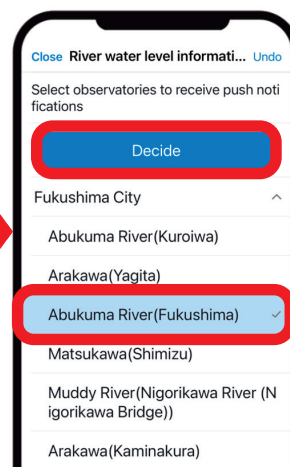 Close River water level informati... Undo
Select observatories to receive push noti
fications
Decide
Fukushima City
Abukuma River(Kuroiwa)
Arakawa(Yagita)
Abukuma River(Fukushima)
Matsukawa(Shimizu)
Muddy River(Nigorikawa River (N
igorikawa Bridge))
Arakawa(Kaminakura)